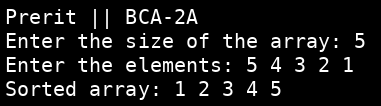 Prerit || BCA-2A
Enter the size of the array: 5
Enter the elements: 5 4 3 2 1
Sorted array: 1 2 3 4 5